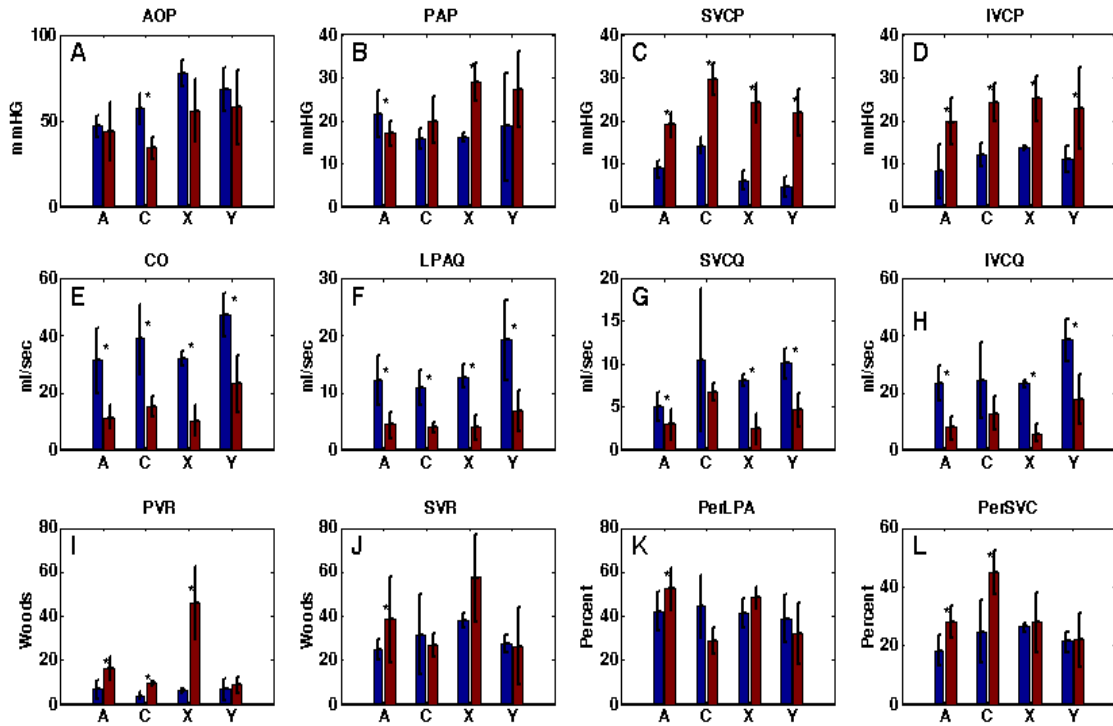 AOP PAP SVCP IVCP
A B C D
100 40 40 40
30 30 30
50 20 20 20
10 10 10
0 0 0 0
mmHG mmHG mmHG mmHG
* * * * * * * * * * *
A C X Y A C X Y A C X Y A C X Y
CO LPAQ SVCQ IVCQ
E F G H
60 30 20 60
15
40 20 40
10
20 10 20
5
0 0 0 0
ml/sec ml/sec ml/sec ml/sec
* * * * * * * * * * * * * *
A C X Y A C X Y A C X Y A C X Y
PVR SVR PerLPA PerSVC
I J K L
80 80 80 60
60 60 60
40
40 40 40
20
20 20 20
0 0 0 0
Woods Woods Percent Percent
* * * * * * *
A C X Y A C X Y A C X Y A C X Y